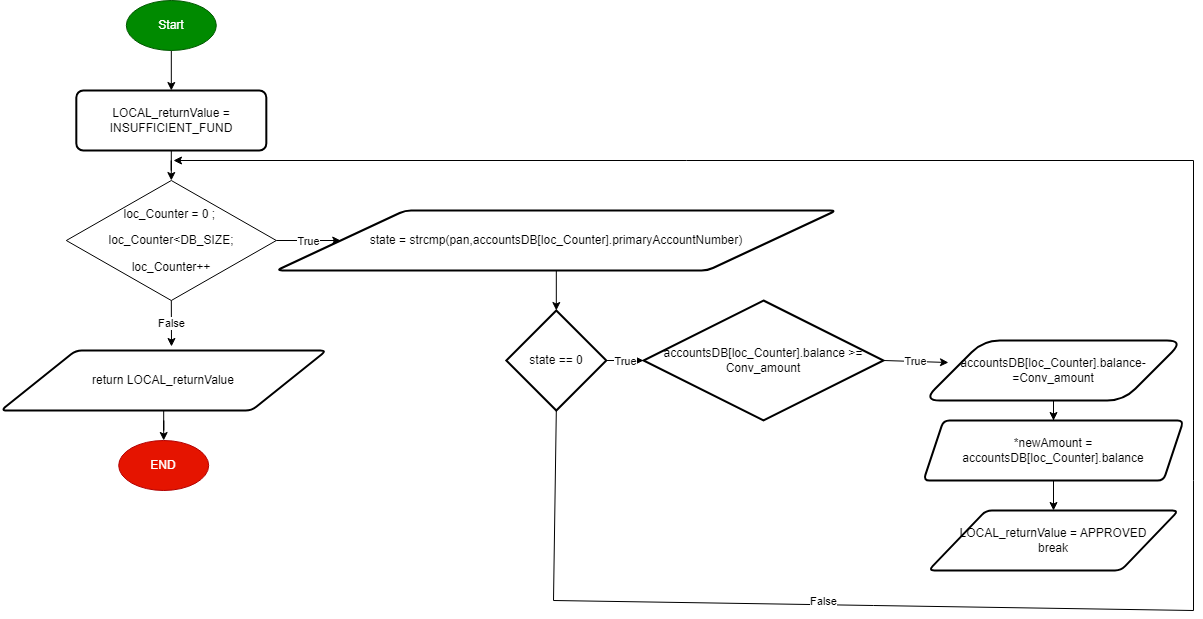 Start
LOCAL_returnValue =
INSUFFICIENT_FUND
loc_Counter = 0 ;
loc_Counter<DB_SIZE;
loc_Counter++
True
state = strcmp(pan,accountsDB[loc_Counter].primaryAccountNumber)
False
return LOCAL_returnValue
END
state == 0
True
accountsDB[loc_Counter].balance >=
Conv_amount
True
accountsDB[loc_Counter].balance-
=Conv_amount
*newAmount =
accountsDB[loc_Counter].balance
LOCAL_returnValue = APPROVED
break
False